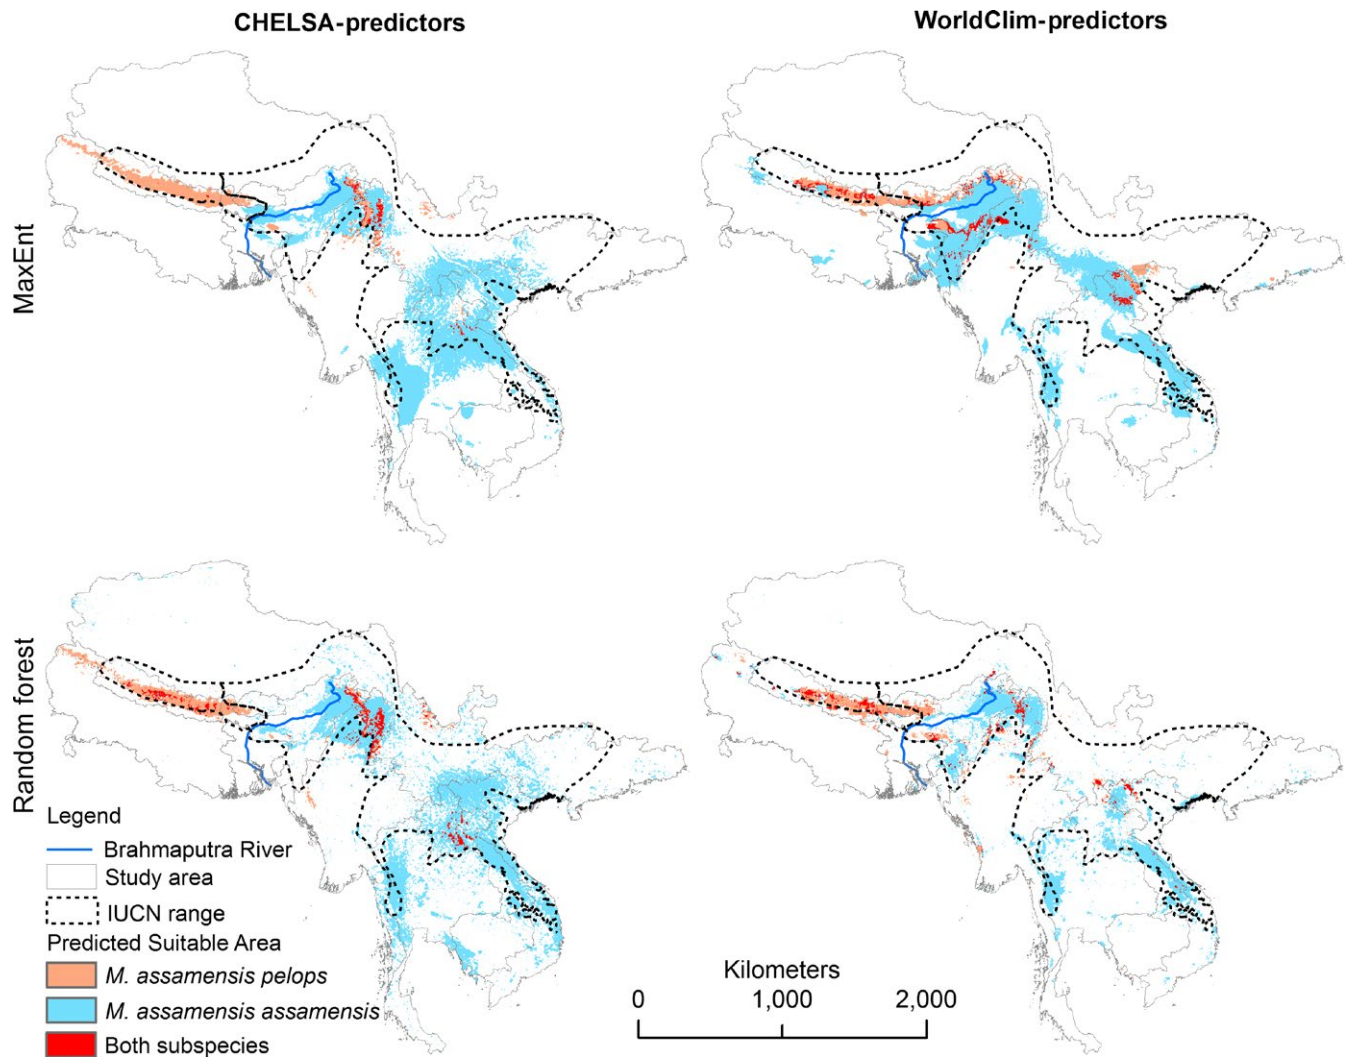 CHELSA-predictors
WorldClim-predictors
MaxEnt
Random forest
Legend
Brahmaputra River
Study area
IUCN range
Predicted Suitable Area
M. assamensis pelops
M. assamensis assamensis
Both subspecies
Kilometers
0 1,000 2,000